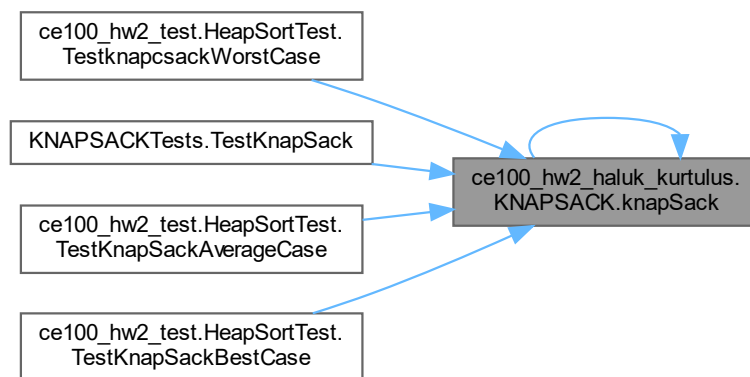 ce100_hw2_test.HeapSortTest.
TestknapcsackWorstCase
KNAPSACKTests.TestKnapSack
ce100_hw2_haluk_kurtulus.
KNAPSACK.knapSack
ce100_hw2_test.HeapSortTest.
TestKnapSackAverageCase
ce100_hw2_test.HeapSortTest.
TestKnapSackBestCase